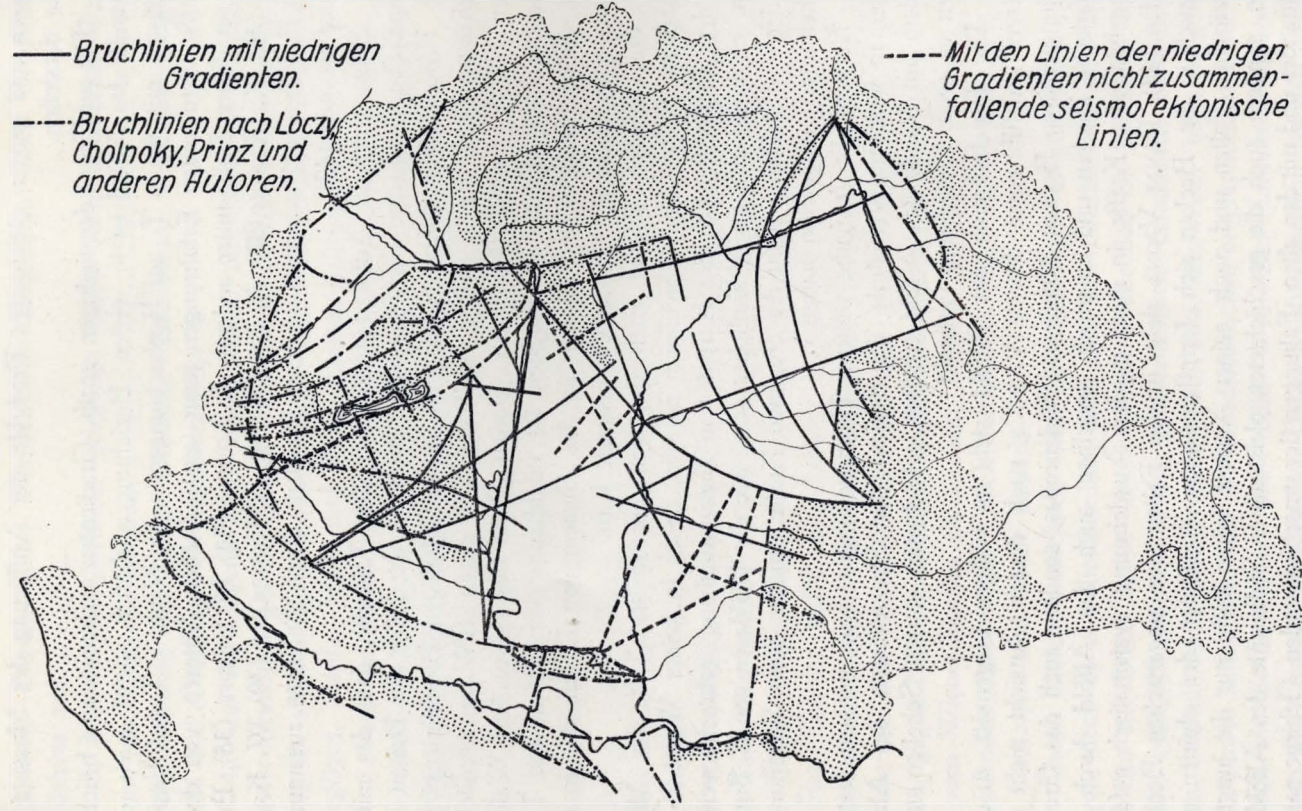 Bruchlinien mit niedrigen
Gradienten.
Bruchlinien nach Lòczy,
Cholnoky, Prinz und
anderen Autoren.
Mit den Linien der niedrigen
Gradienten nicht zusammen-
fallende seismotektonische
Linien.